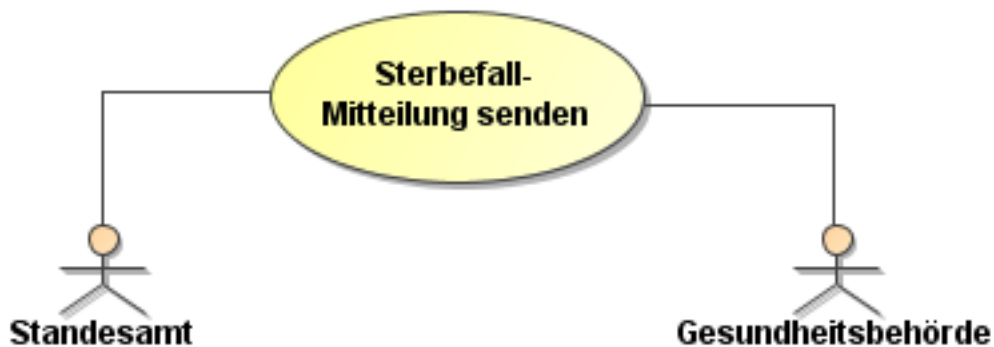 Sterbefall-
Mitteilung senden
Standesamt
Gesundheitsbehörde